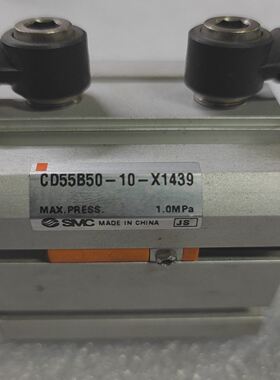 CD55B50-10-X1439
MAX.PRESS. 1.0MPa
SMC MADE IN CHINA JS